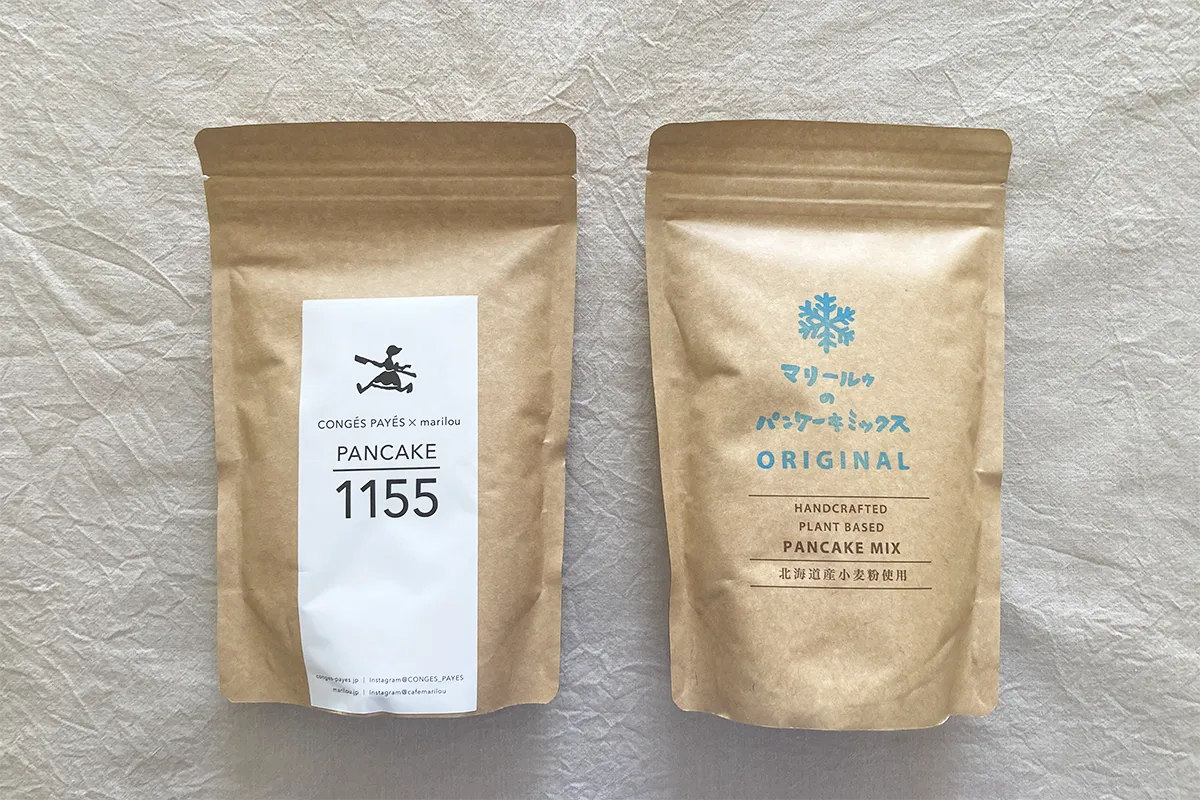 CONGÉS PAYÉS × marilou
PANCAKE
1155
conges-payes.jp | Instagram@CONGES_PAYES
marilou.jp | Instagram@cafemarilou
マリールゥ
の
パンケーキミックス
ORIGINAL
HANDCRAFTED
PLANT BASED
PANCAKE MIX
北海道産小麦粉使用